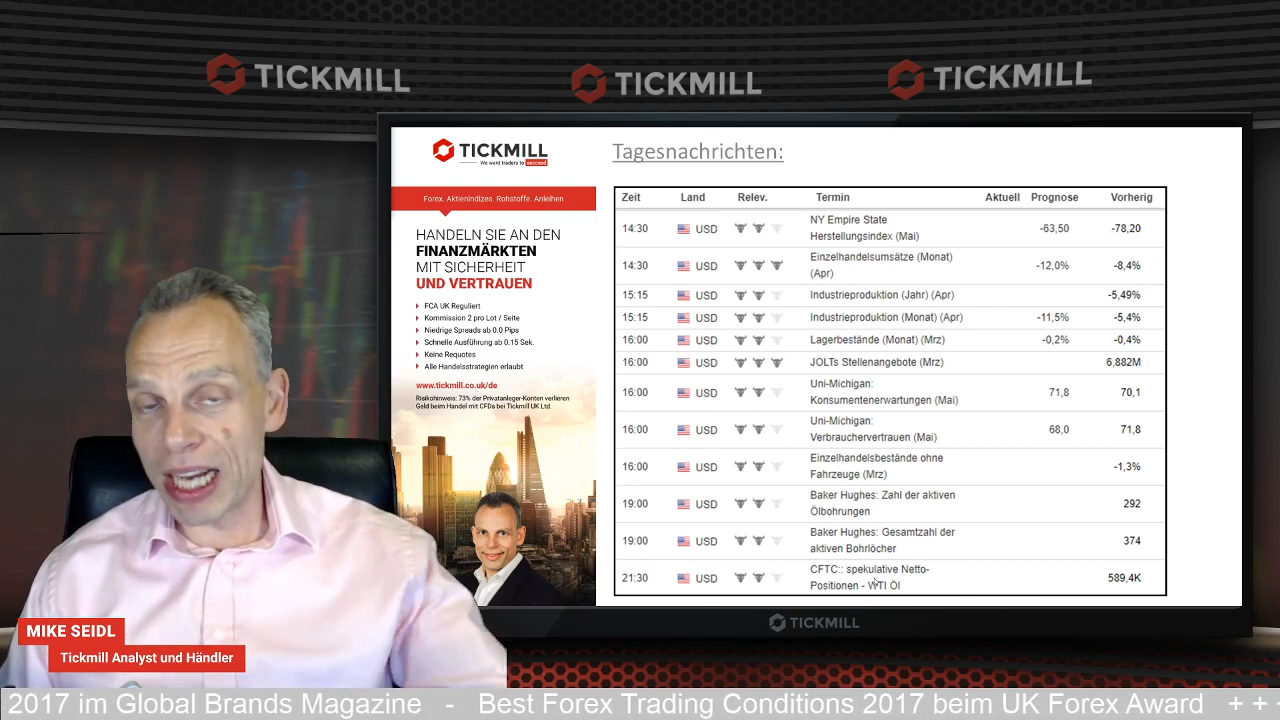 TICKMILL
TICKMILL
TICKMILL
TICKMILL
We want traders to succeed
Forex. Aktienindizes. Rohstoffe. Anleihen
HANDELN SIE AN DEN
FINANZMÄRKTEN
MIT SICHERHEIT
UND VERTRAUEN
FCA UK Reguliert
Kommission 2 pro Lot / Seite
Niedrige Spreads ab 0.0 Pips
Schnelle Ausführung ab 0.15 Sek.
Keine Requotes
Alle Handelsstrategien erlaubt
www.tickmill.co.uk/de
Risikohinweis: 73% der Privatanleger-Konten verlieren
Geld beim Handel mit CFDs bei Tickmill UK Ltd.
Tagesnachrichten:
Zeit Land Relev. Termin Aktuell Prognose Vorherig
14:30 USD NY Empire State Herstellungsindex (Mai) -63,50 -78,20
14:30 USD Einzelhandelsumsätze (Monat) (Apr) -12,0% -8,4%
15:15 USD Industrieproduktion (Jahr) (Apr) -5,49%
15:15 USD Industrieproduktion (Monat) (Apr) -11,5% -5,4%
16:00 USD Lagerbestände (Monat) (Mrz) -0,2% -0,4%
16:00 USD JOLTs Stellenangebote (Mrz) 6,882M
16:00 USD Uni-Michigan: Konsumentenerwartungen (Mai) 71,8 70,1
16:00 USD Uni-Michigan: Verbrauchervertrauen (Mai) 68,0 71,8
16:00 USD Einzelhandelsbestände ohne Fahrzeuge (Mrz) -1,3%
19:00 USD Baker Hughes: Zahl der aktiven Ölbohrungen 292
19:00 USD Baker Hughes: Gesamtzahl der aktiven Bohrlöcher 374
21:30 USD CFTC:: spekulative Netto-Positionen - WTI Öl 589,4K
TICKMILL
MIKE SEIDL
Tickmill Analyst und Händler
2017 im Global Brands Magazine - Best Forex Trading Conditions 2017 beim UK Forex Award + +